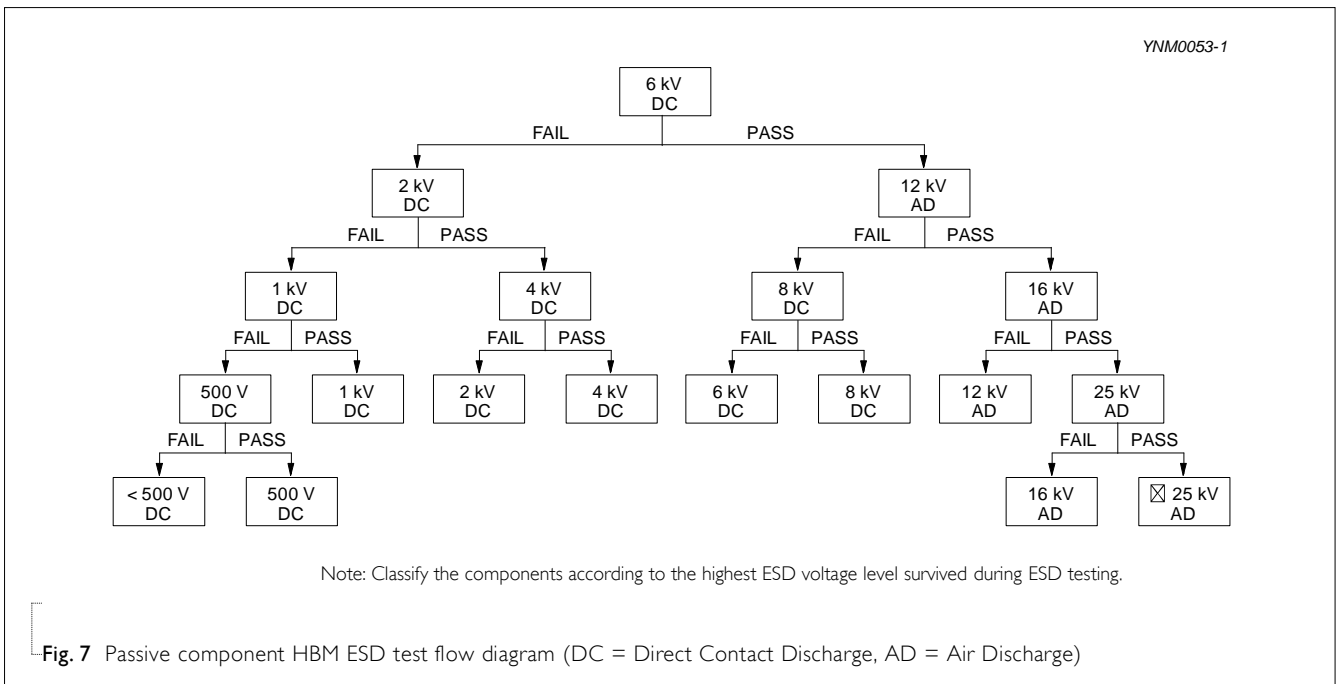 YNM0053-1
6 kV
DC
FAIL PASS
2 kV
DC
12 kV
AD
FAIL PASS
FAIL PASS
1 kV
DC
4 kV
DC
8 kV
DC
16 kV
AD
FAIL PASS
FAIL PASS
FAIL PASS
FAIL PASS
500 V
DC
1 kV
DC
2 kV
DC
4 kV
DC
6 kV
DC
8 kV
DC
12 kV
AD
25 kV
AD
FAIL PASS
FAIL PASS
< 500 V
DC
500 V
DC
16 kV
AD
☒ 25 kV
AD
Note: Classify the components according to the highest ESD voltage level survived during ESD testing.
Fig. 7 Passive component HBM ESD test flow diagram (DC = Direct Contact Discharge, AD = Air Discharge)